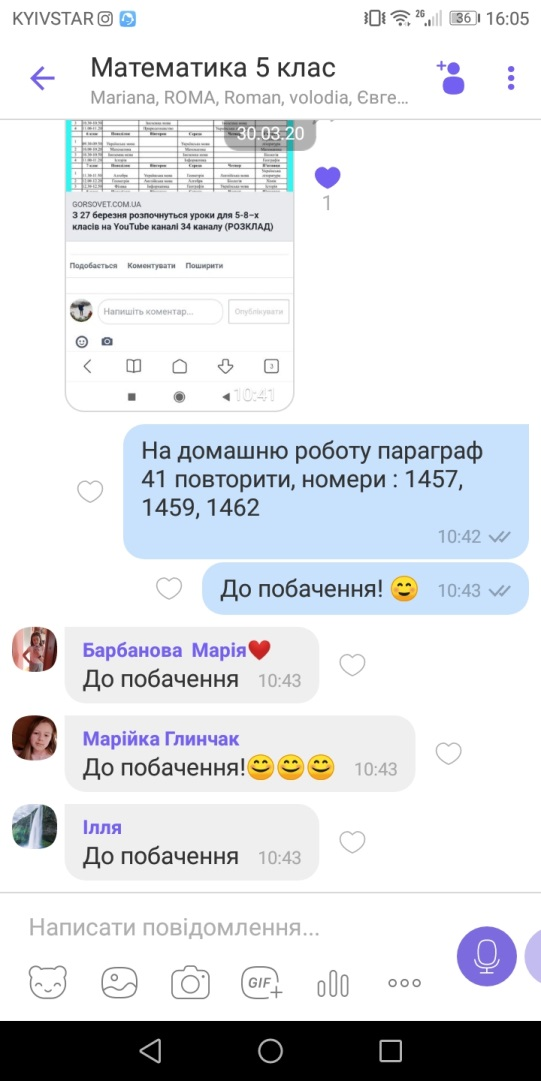 KYIVSTAR 2G 36 16:05
Математика 5 клас
Mariana, ROMA, Roman, volodia, Євге...
30.03.20
GORSOVET.COM.UA
З 27 березня розпочнуться уроки для 5-8-х
класів на YouTube каналі 34 каналу (РОЗКЛАД)
1
Подобається Коментувати Поширити
Напишіть коментар... Опублікувати
3
10:41
На домашню роботу параграф
41 повторити, номери : 1457,
1459, 1462
10:42
До побачення! 😊 10:43
Барбанова Марія❤️
До побачення 10:43
Марійка Глинчак
До побачення!😊😊😊 10:43
Ілля
До побачення 10:43
Написати повідомлення...
GIF